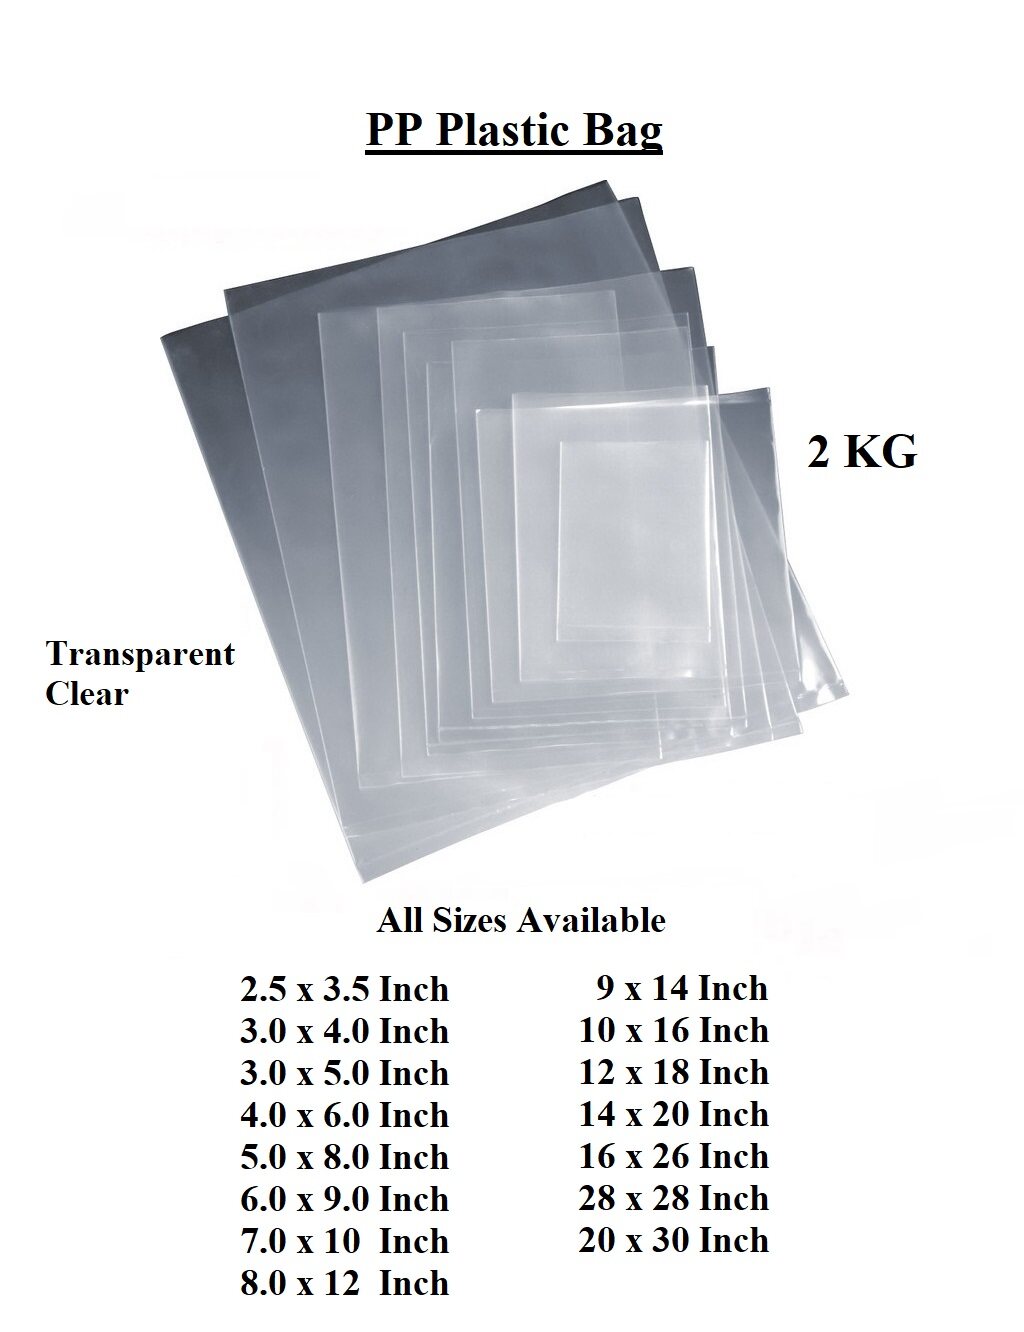 PP Plastic Bag
2 KG
Transparent
Clear
All Sizes Available
2.5 x 3.5 Inch
3.0 x 4.0 Inch
3.0 x 5.0 Inch
4.0 x 6.0 Inch
5.0 x 8.0 Inch
6.0 x 9.0 Inch
7.0 x 10 Inch
8.0 x 12 Inch
9 x 14 Inch
10 x 16 Inch
12 x 18 Inch
14 x 20 Inch
16 x 26 Inch
28 x 28 Inch
20 x 30 Inch